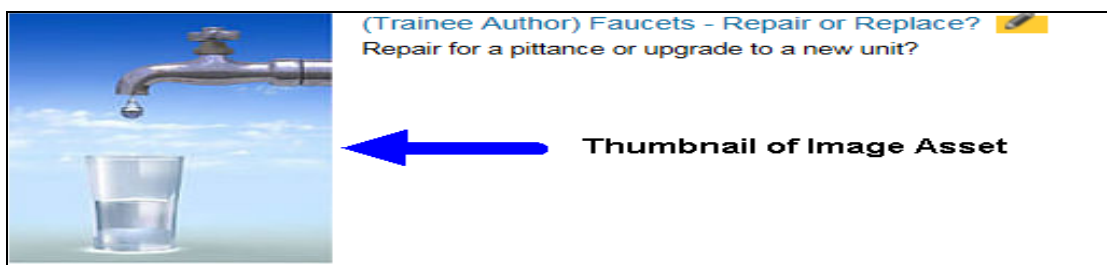 (Trainee Author) Faucets - Repair or Replace?
Repair for a pittance or upgrade to a new unit?
Thumbnail of Image Asset